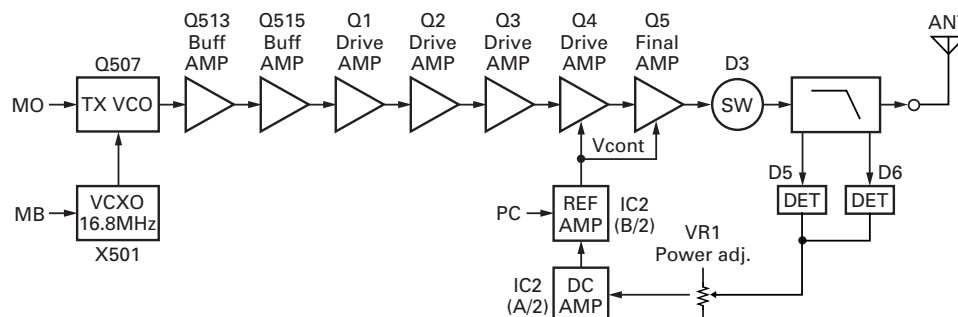 Q513
Buff
AMP
Q515
Buff
AMP
Q1
Drive
AMP
Q2
Drive
AMP
Q3
Drive
AMP
Q4
Drive
AMP
Q5
Final
AMP
D3
SW
ANT
Q507
TX VCO
MO
Vcont
D5
DET
D6
DET
MB
VCXO
16.8MHz
X501
PC
REF
AMP
IC2
(B/2)
VR1
Power adj.
IC2
(A/2)
DC
AMP